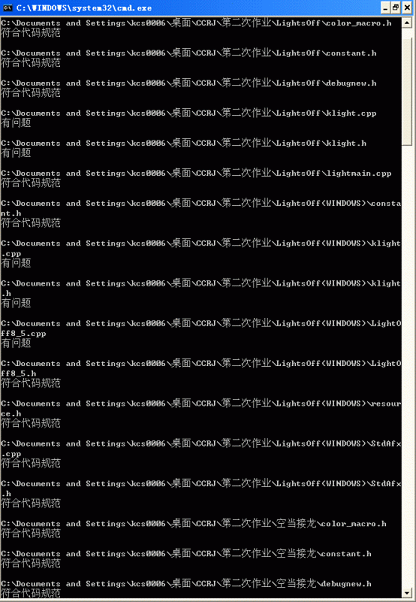 C:\WINDOWS\system32\cmd.exe
C:\Documents and Settings\kcs0006\桌面\CCRJ\第二次作业\LightsOff\color_macro.h
符合代码规范
C:\Documents and Settings\kcs0006\桌面\CCRJ\第二次作业\LightsOff\constant.h
符合代码规范
C:\Documents and Settings\kcs0006\桌面\CCRJ\第二次作业\LightsOff\debugnew.h
符合代码规范
C:\Documents and Settings\kcs0006\桌面\CCRJ\第二次作业\LightsOff\klight.cpp
有问题
C:\Documents and Settings\kcs0006\桌面\CCRJ\第二次作业\LightsOff\klight.h
有问题
C:\Documents and Settings\kcs0006\桌面\CCRJ\第二次作业\LightsOff\lightmain.cpp
符合代码规范
C:\Documents and Settings\kcs0006\桌面\CCRJ\第二次作业\LightsOff(WINDOWS)\consta
nt.h
符合代码规范
C:\Documents and Settings\kcs0006\桌面\CCRJ\第二次作业\LightsOff(WINDOWS)\klight
.cpp
有问题
C:\Documents and Settings\kcs0006\桌面\CCRJ\第二次作业\LightsOff(WINDOWS)\klight
.h
有问题
C:\Documents and Settings\kcs0006\桌面\CCRJ\第二次作业\LightsOff(WINDOWS)\LightO
ff8_5.cpp
有问题
C:\Documents and Settings\kcs0006\桌面\CCRJ\第二次作业\LightsOff(WINDOWS)\LightO
ff8_5.h
符合代码规范
C:\Documents and Settings\kcs0006\桌面\CCRJ\第二次作业\LightsOff(WINDOWS)\resour
ce.h
符合代码规范
C:\Documents and Settings\kcs0006\桌面\CCRJ\第二次作业\LightsOff(WINDOWS)\StdAfx
.cpp
符合代码规范
C:\Documents and Settings\kcs0006\桌面\CCRJ\第二次作业\LightsOff(WINDOWS)\StdAfx
.h
符合代码规范
C:\Documents and Settings\kcs0006\桌面\CCRJ\第二次作业\空当接龙\color_macro.h
符合代码规范
C:\Documents and Settings\kcs0006\桌面\CCRJ\第二次作业\空当接龙\constant.h
符合代码规范
C:\Documents and Settings\kcs0006\桌面\CCRJ\第二次作业\空当接龙\debugnew.h
符合代码规范